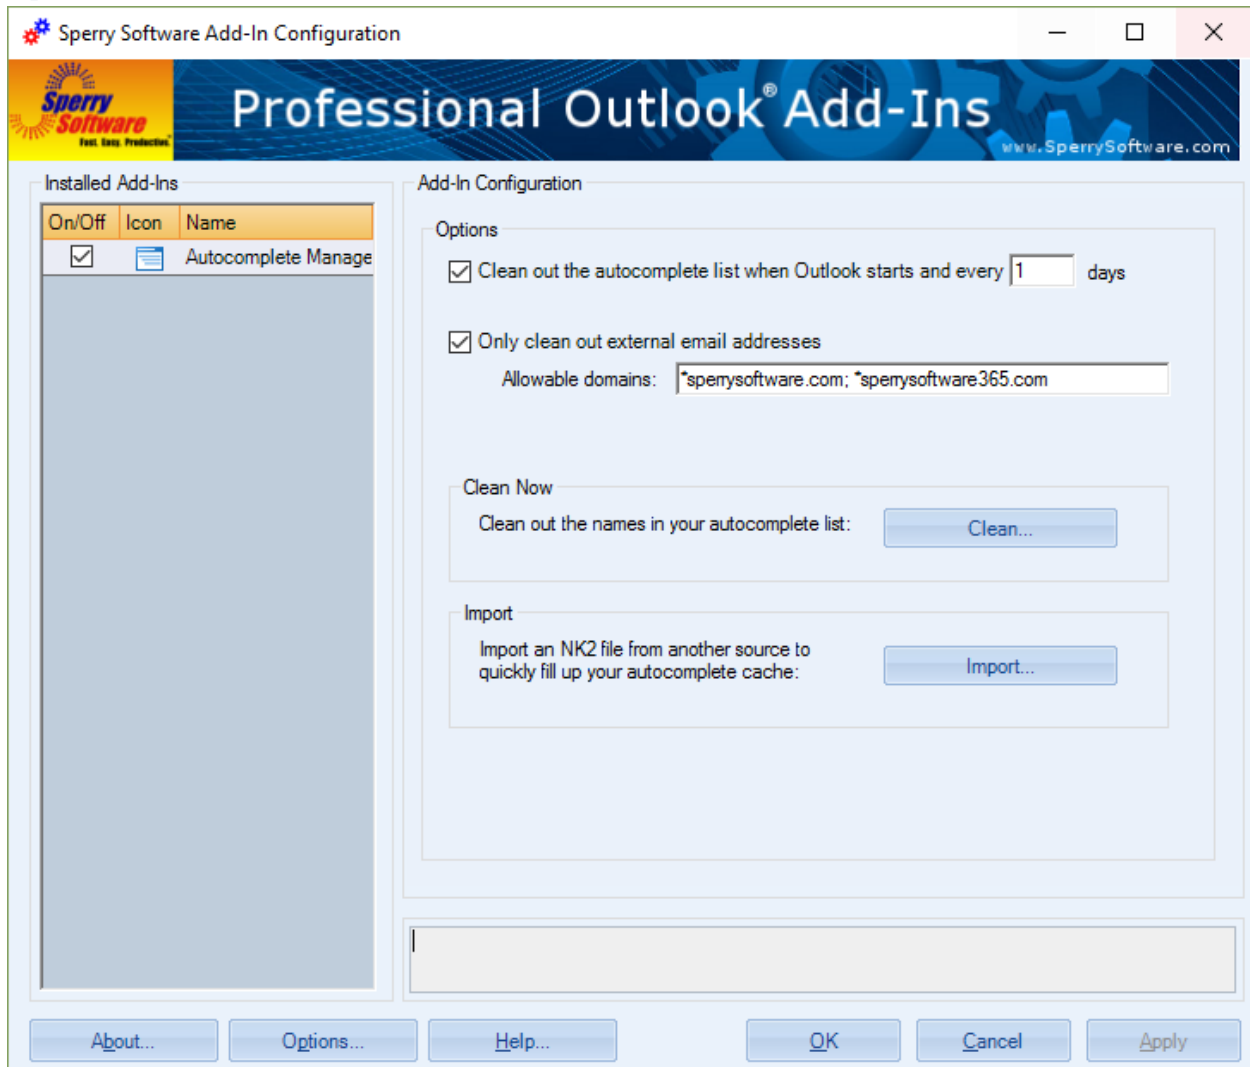 Sperry Software Add-In Configuration
Sperry
Software
Fast. Easy. Productive.
Professional Outlook® Add-Ins
www.SperrySoftware.com
Installed Add-Ins
On/Off Icon Name
Autocomplete Manage
Add-In Configuration
Options
Clean out the autocomplete list when Outlook starts and every 1 days
Only clean out external email addresses
Allowable domains: *sperrysoftware.com; *sperrysoftware365.com
Clean Now
Clean out the names in your autocomplete list: Clean...
Import
Import an NK2 file from another source to
quickly fill up your autocomplete cache: Import...
About... Options... Help... OK Cancel Apply